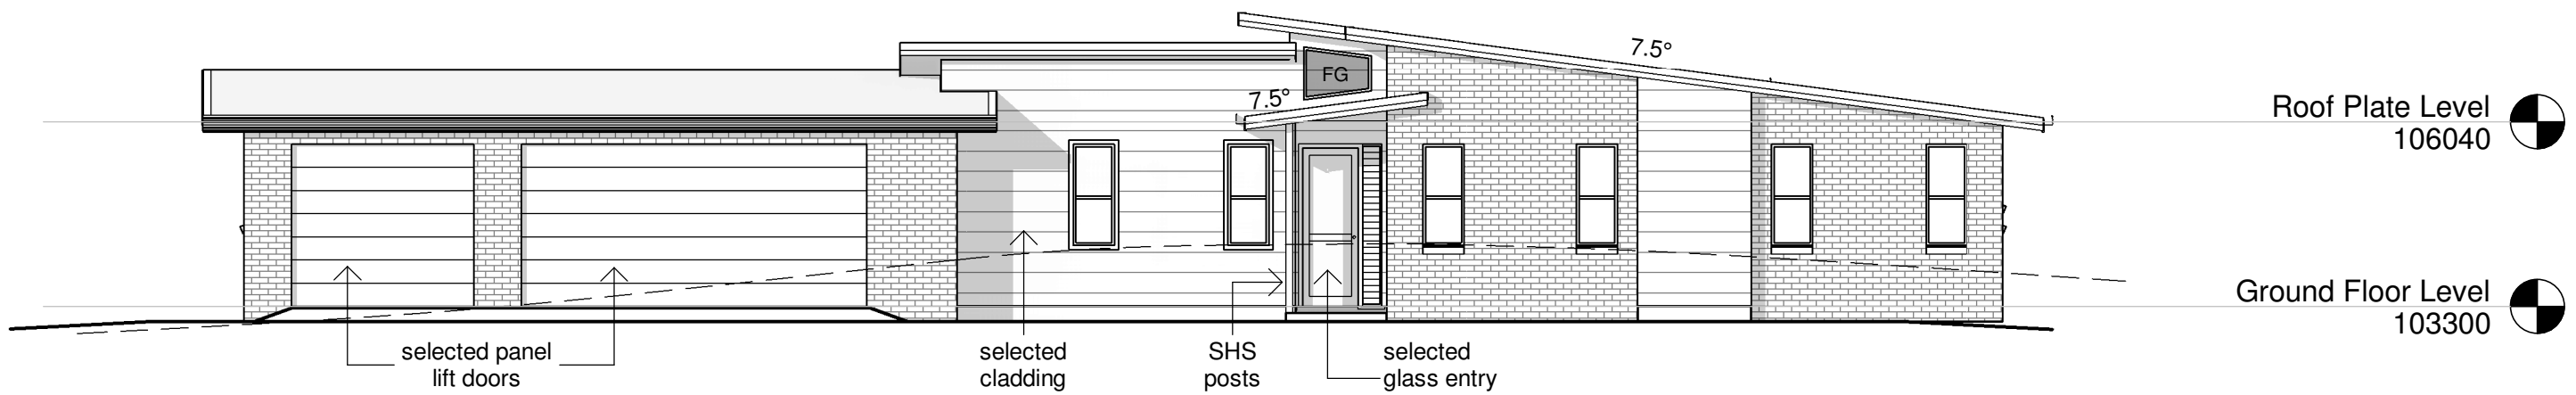 7.5°
FG
7.5°
Roof Plate Level
106040
Ground Floor Level
103300
selected panel
lift doors
selected
cladding
SHS
posts
selected
glass entry